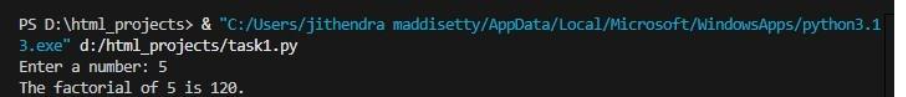 PS D:\html_projects> & "C:/Users/jithendra maddisetty/AppData/Local/Microsoft/WindowsApps/python3.1
3.exe" d:/html_projects/task1.py
Enter a number: 5
The factorial of 5 is 120.